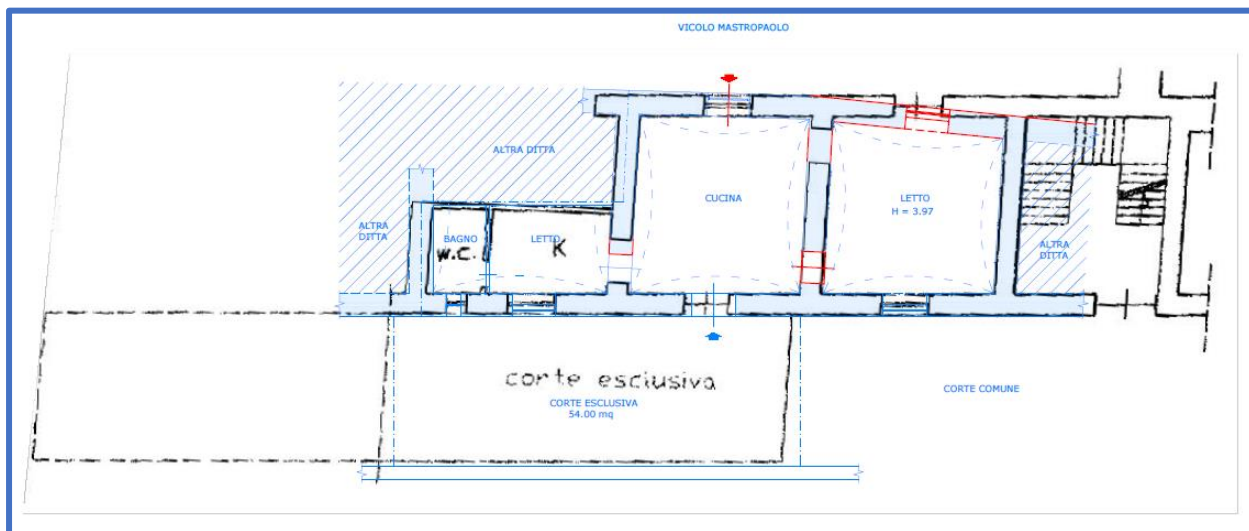 VICOLO MASTROPAOLO
ALTRA DITTA
CUCINA
LETTO
H = 3.97
ALTRA
DITTA
BAGNO
LETTO
ALTRA
DITTA
w.c.
K
corte esclusiva
CORTE ESCLUSIVA
54.00 mq
CORTE COMUNE